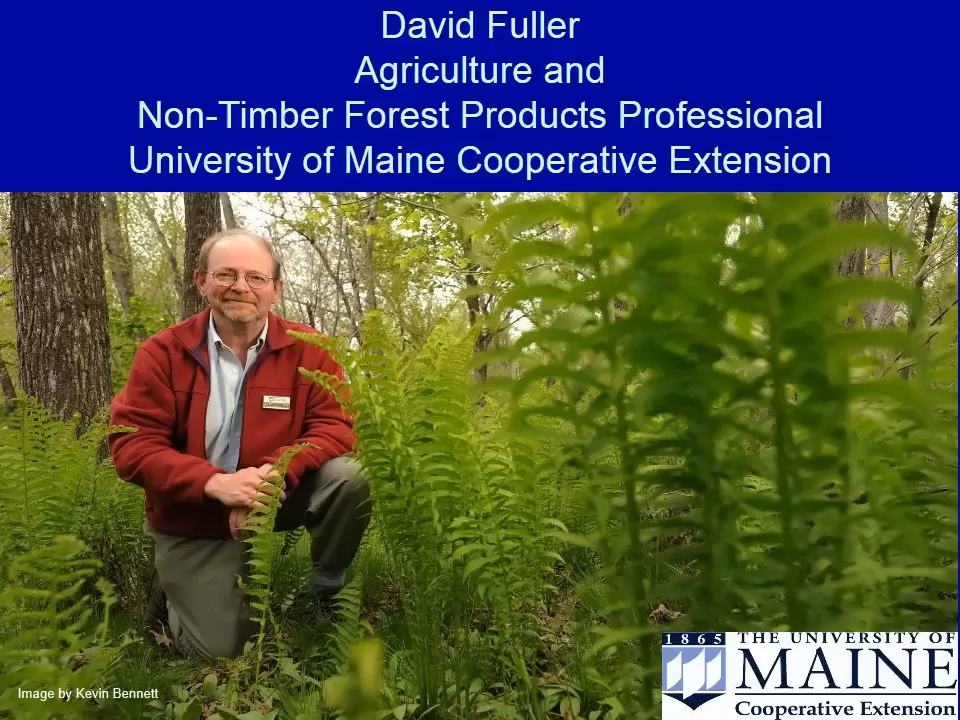 David Fuller
Agriculture and
Non-Timber Forest Products Professional
University of Maine Cooperative Extension
Image by Kevin Bennett
1865
THE UNIVERSITY OF
MAINE
Cooperative Extension